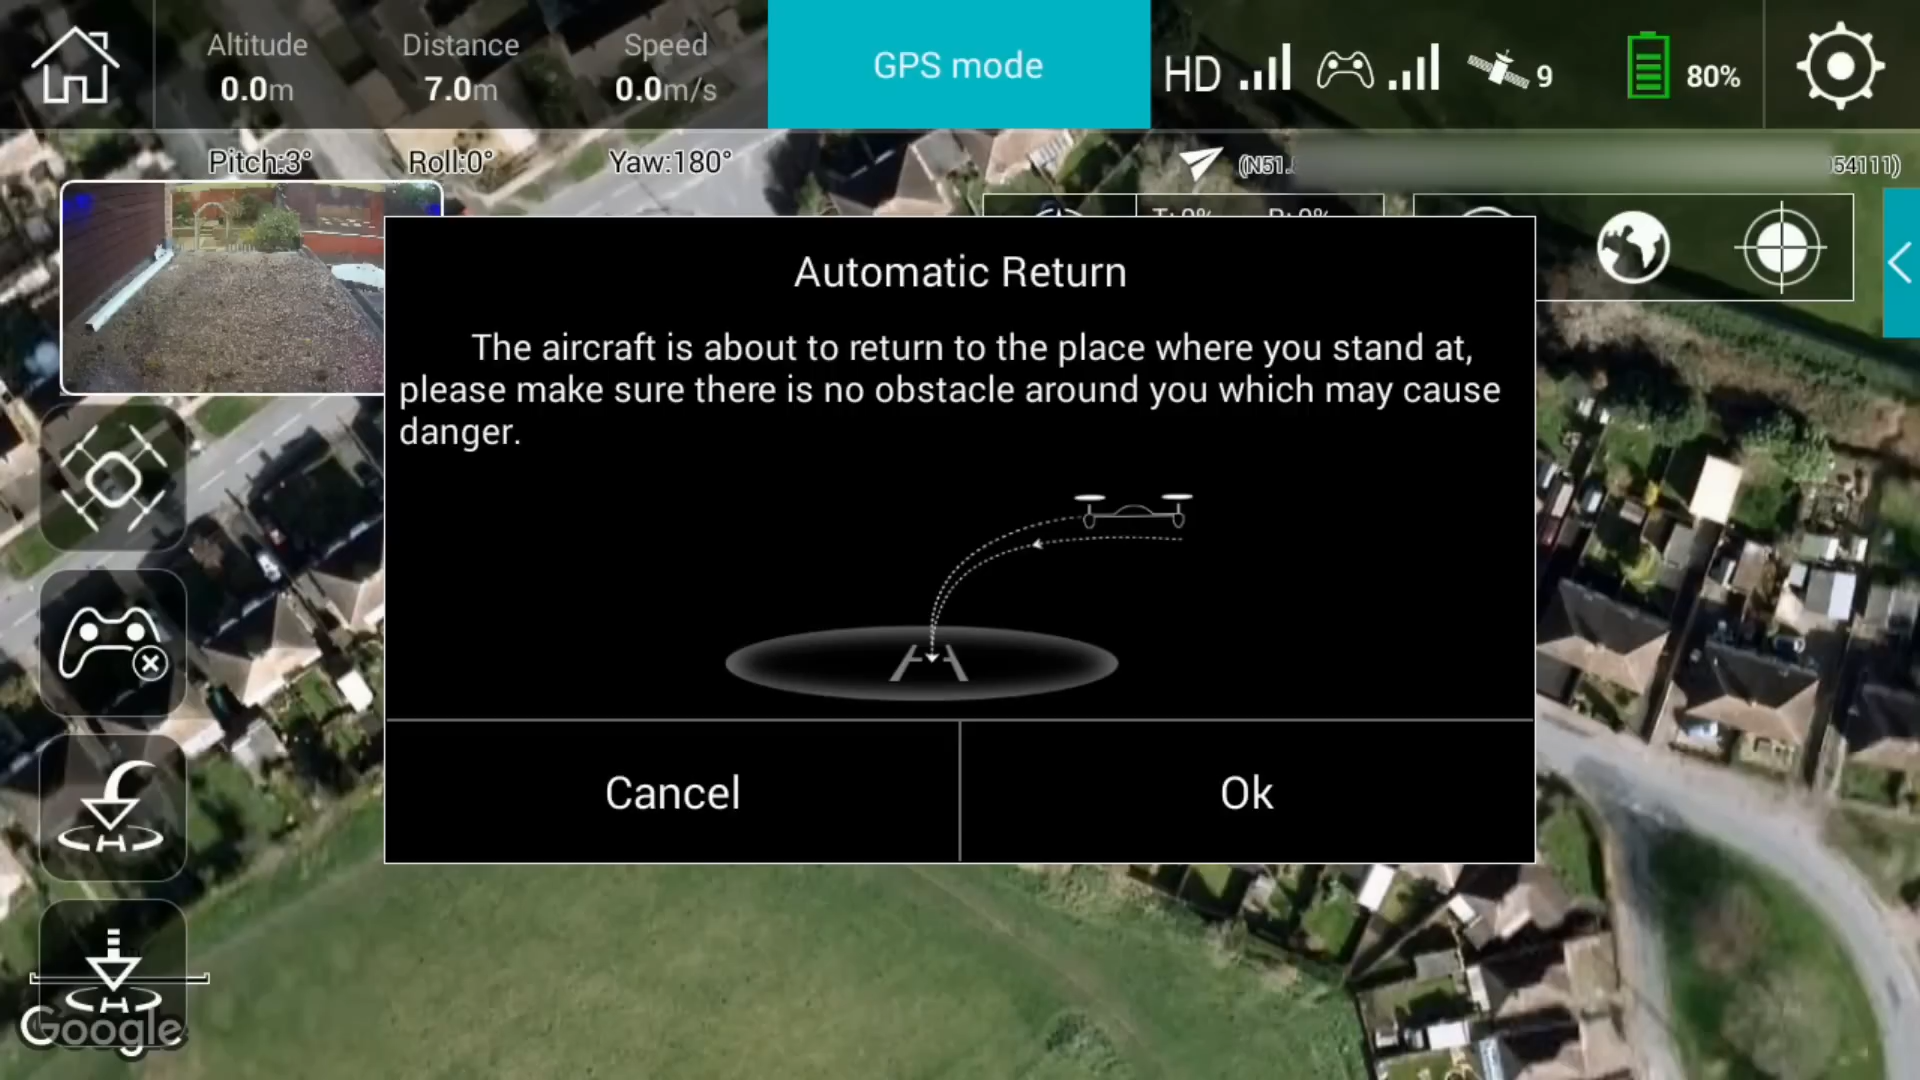 Altitude
0.0m
Distance
7.0m
Speed
0.0m/s
GPS mode
HD
9
80%
Pitch:3°
Roll:0°
Yaw:180°
(N51.
54111)
Automatic Return
The aircraft is about to return to the place where you stand at,
please make sure there is no obstacle around you which may cause
danger.
Cancel
Ok
Google